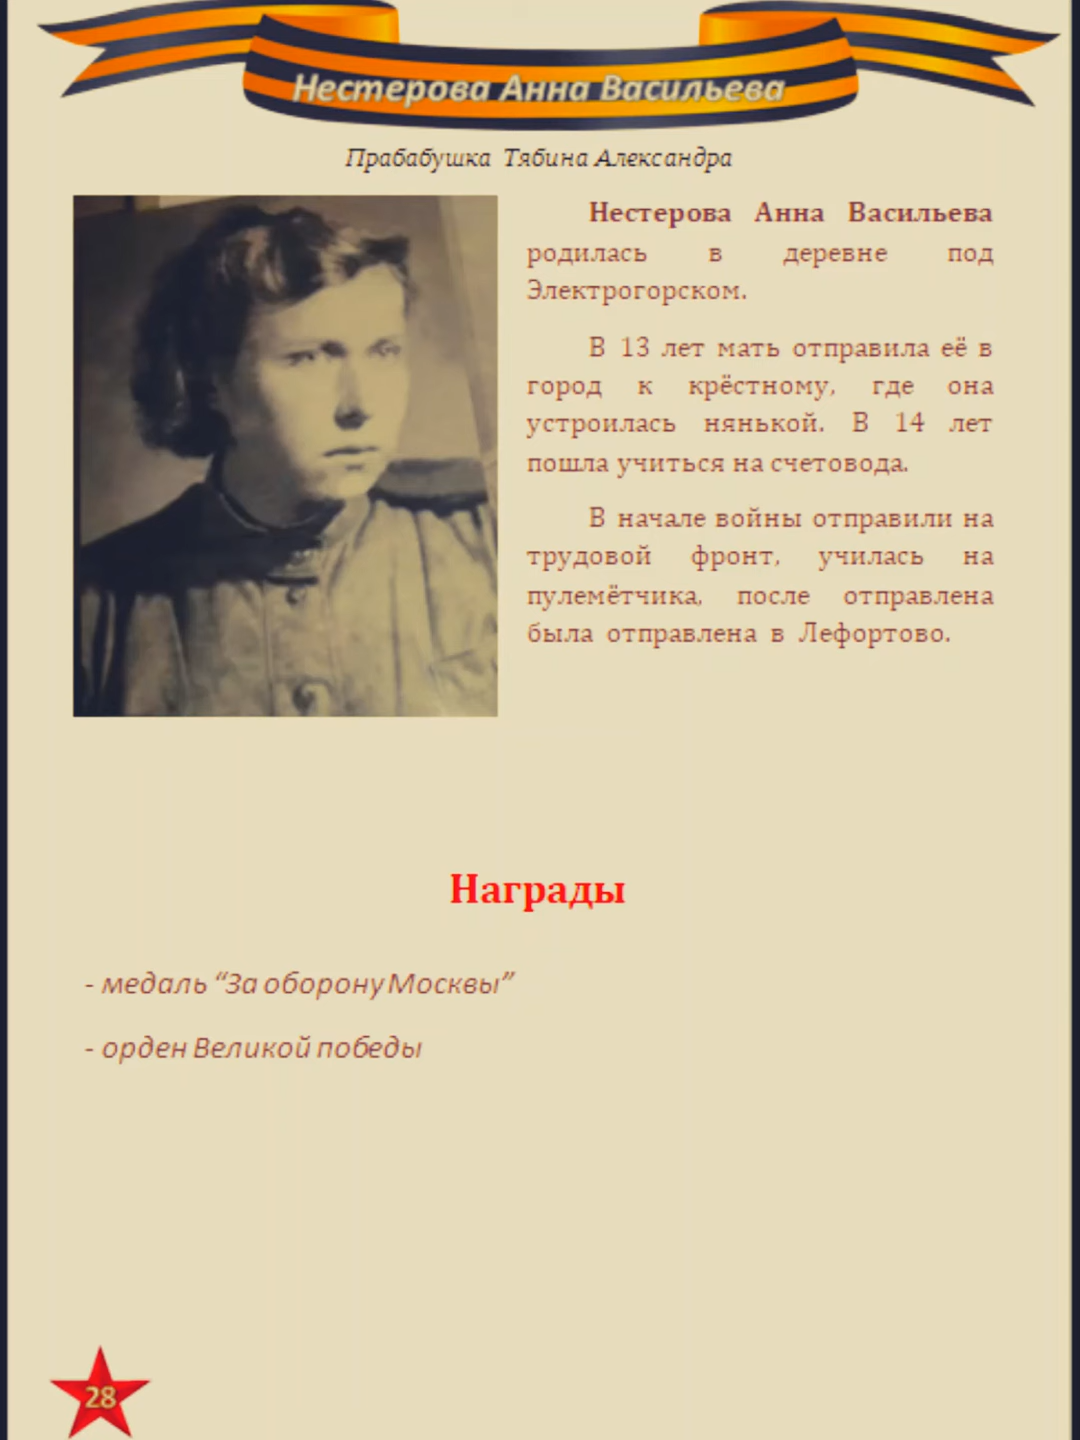 Нестерова Анна Васильева
Прабабушка Тябина Александра
Нестерова Анна Васильева
родилась в деревне под
Электрогорском.
В 13 лет мать отправила её в
город к крёстному, где она
устроилась нянькой. В 14 лет
пошла учиться на счетовода.
В начале войны отправили на
трудовой фронт, училась на
пулемётчика, после отправлена
была отправлена в Лефортово.
Награды
- медаль “За оборону Москвы”
- орден Великой победы
28